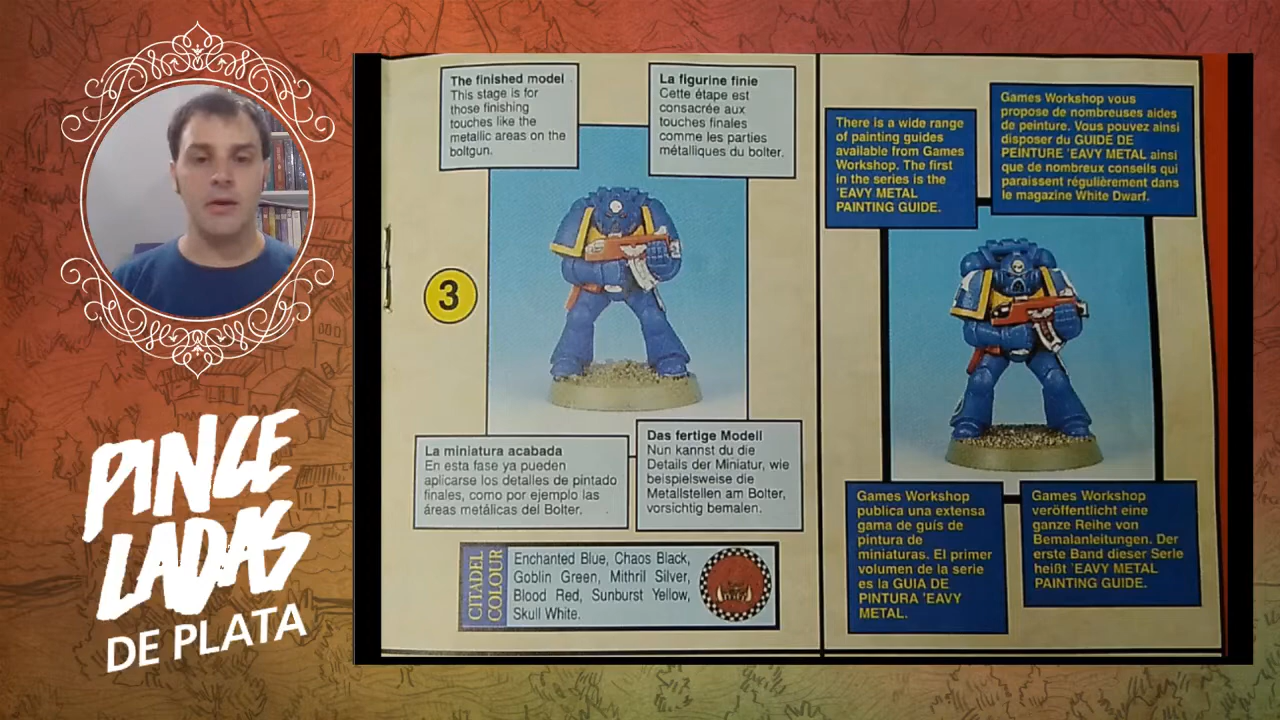 PINCE
LADAS
DE PLATA
The finished model
This stage is for
those finishing
touches like the
metallic areas on the
boltgun.
La figurine finie
Cette étape est
consacrée aux
touches finales
comme les parties
métalliques du bolter.
3
La miniatura acabada
En esta fase ya pueden
aplicarse los detalles de pintado
finales, como por ejemplo las
áreas metálicas del Bolter.
Das fertige Modell
Nun kannst du die
Details der Miniatur, wie
beispielsweise die
Metallstellen am Bolter,
vorsichtig bemalen.
CITADEL
COLOUR
Enchanted Blue, Chaos Black,
Goblin Green, Mithril Silver,
Blood Red, Sunburst Yellow,
Skull White.
There is a wide range
of painting guides
available from Games
Workshop. The first
in the series is the
'EAVY METAL
PAINTING GUIDE.
Games Workshop vous
propose de nombreuses aides
de peinture. Vous pouvez ainsi
disposer du GUIDE DE
PEINTURE 'EAVY METAL ainsi
que de nombreux conseils qui
paraissent régulièrement dans
le magazine White Dwarf.
Games Workshop
publica una extensa
gama de guís de
pintura de
miniaturas. El primer
volumen de la serie
es la GUIA DE
PINTURA 'EAVY
METAL.
Games Workshop
veröffentlicht eine
ganze Reihe von
Bemalanleitungen. Der
erste Band dieser Serie
heißt 'EAVY METAL
PAINTING GUIDE.